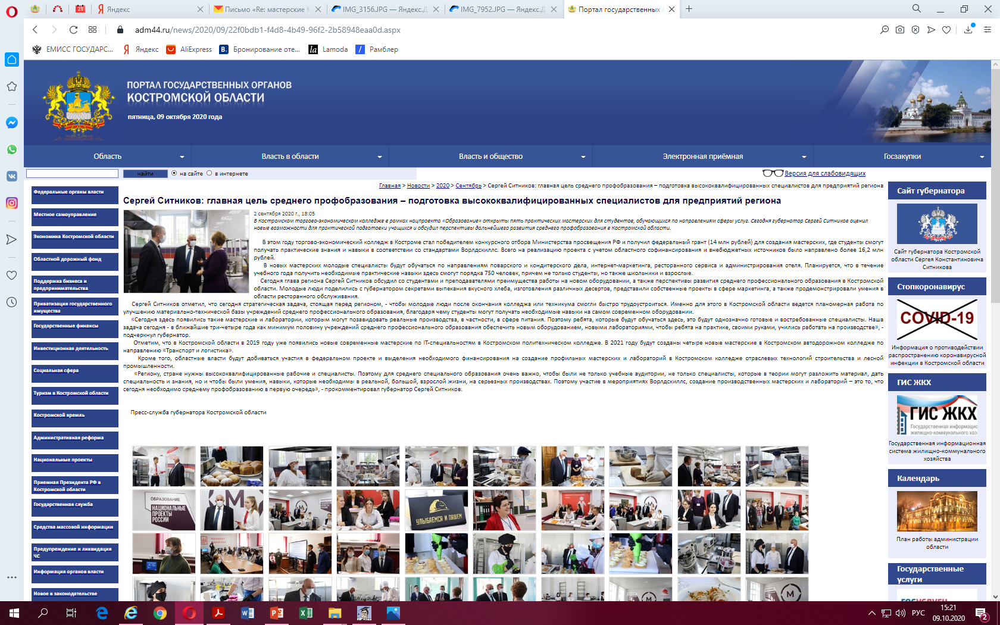 Яндекс
Письмо «Re: мастерские К
IMG_3156.JPG — Яндекс.Д
IMG_7952.JPG — Яндекс.Д
Портал государственных
adm44.ru/news/2020/09/22f0bdb1-f4d8-4b49-96f2-2b58948eaa0d.aspx
ЕМИСС ГОСУДАРС...
Яндекс
AliExpress
Бронирование оте...
Lamoda
Рамблер
ПОРТАЛ ГОСУДАРСТВЕННЫХ ОРГАНОВ
КОСТРОМСКОЙ ОБЛАСТИ
пятница, 09 октября 2020 года
Область
Власть в области
Власть и общество
Электронная приёмная
Госзакупки
найти
на сайте
в интернете
Версия для слабовидящих
Федеральные органы власти
Местное самоуправление
Экономика Костромской области
Областной дорожный фонд
Поддержка бизнеса и
предпринимательства
Приватизация государственного
имущества
Государственные финансы
Инвестиционная деятельность
Социальная сфера
Туризм в Костромской области
Костромской кремль
Административная реформа
Национальные проекты
Приемная Президента РФ в
Костромской области
Государственная служба
Средства массовой информации
Предупреждение и ликвидация
ЧС
Информация органов власти
Новое в законодательстве
Главная > Новости > 2020 > Сентябрь > Сергей Ситников: главная цель среднего профобразования – подготовка высококвалифицированных специалистов для предприятий региона
Сергей Ситников: главная цель среднего профобразования – подготовка высококвалифицированных специалистов для предприятий региона
2 сентября 2020 г., 18:05
В Костромском торгово-экономическом колледже в рамках нацпроекта «Образование» открыты пять практических мастерских для студентов, обучающихся по направлениям сферы услуг. Сегодня губернатор Сергей Ситников оценил
новые возможности для практической подготовки учащихся и обсудил перспективы дальнейшего развития среднего профобразования в Костромской области.
В этом году торгово-экономический колледж в Костроме стал победителем конкурсного отбора Министерства просвещения РФ и получил федеральный грант (14 млн рублей) для создания мастерских, где студенты смогут
получать практические знания и навыки в соответствии со стандартами Ворлдскиллс. Всего на реализацию проекта с учетом областного софинансирования и внебюджетных источников было направлено более 16,2 млн
рублей.
В новых мастерских молодые специалисты будут обучаться по направлениям поварского и кондитерского дела, интернет-маркетинга, ресторанного сервиса и администрирования отеля. Планируется, что в течение
учебного года получить необходимые практические навыки здесь смогут порядка 750 человек, причем не только студенты, но также школьники и взрослые.
Сегодня глава региона Сергей Ситников обсудил со студентами и преподавателями преимущества работы на новом оборудовании, а также перспективы развития среднего профессионального образования в Костромской
области. Молодые люди поделились с губернатором секретами выпекания вкусного хлеба, изготовления различных десертов, представили собственные проекты в сфере маркетинга, а также продемонстрировали умения в
области ресторанного обслуживания.
Сергей Ситников отметил, что сегодня стратегическая задача, стоящая перед регионом, - чтобы молодые люди после окончания колледжа или техникума смогли быстро трудоустроиться. Именно для этого в Костромской области ведется планомерная работа по
улучшению материально-технической базы учреждений среднего профессионального образования, благодаря чему студенты могут получать необходимые навыки на самом современном оборудовании.
«Сегодня здесь появились такие мастерские и лаборатории, которым могут позавидовать реальные производства, в частности, в сфере питания. Поэтому ребята, которые будут обучаться здесь, это будут однозначно готовые и востребованные специалисты. Наша
задача сегодня - в ближайшие три-четыре года как минимум половину учреждений среднего профессионального образования обеспечить новым оборудованием, новыми лабораториями, чтобы ребята на практике, своими руками, учились работать на производстве», -
подчеркнул губернатор.
Отметим, что в Костромской области в 2019 году уже появились новые современные мастерские по IT-специальностям в Костромском политехническом колледже. В 2021 году будут созданы четыре новые мастерские в Костромском автодорожном колледже по
направлению «Транспорт и логистика».
Кроме того, областные власти будут добиваться участия в федеральном проекте и выделения необходимого финансирования на создание профильных мастерских и лабораторий в Костромском колледже отраслевых технологий строительства и лесной
промышленности.
«Региону, стране нужны высококвалифицированные рабочие и специалисты. Поэтому для среднего специального образования очень важно, чтобы были не только учебные аудитории, не только специалисты, которые в теории могут разложить материал, дать
специальность и знания, но и чтобы были умения, навыки, которые необходимы в реальной, большой, взрослой жизни, на серьезных производствах. Поэтому участие в мероприятиях Ворлдскиллс, создание производственных мастерских и лабораторий – это то, что
сегодня необходимо среднему профобразованию в первую очередь», - прокомментировал губернатор Сергей Ситников.
Пресс-служба губернатора Костромской области
ОБРАЗОВАНИЕ
НАЦИОНАЛЬНЫЕ
ПРОЕКТЫ
РОССИИ
УЛЫБАЕМСЯ И ПАШЕМ
Сайт губернатора
Сайт губернатора Костромской
области Сергея Константиновича
Ситникова
Стопкоронавирус
COVID-19
Информация о противодействии
распространению коронавирусной
инфекции в Костромской области
ГИС ЖКХ
ГИС ЖКХ
Государственная информацио
жилищно-коммунального хоз
Государственная информационная
система жилищно-коммунального
хозяйства
Календарь
План работы администрации
области
Государственные
услуги
РУС
15:21
09.10.2020
2